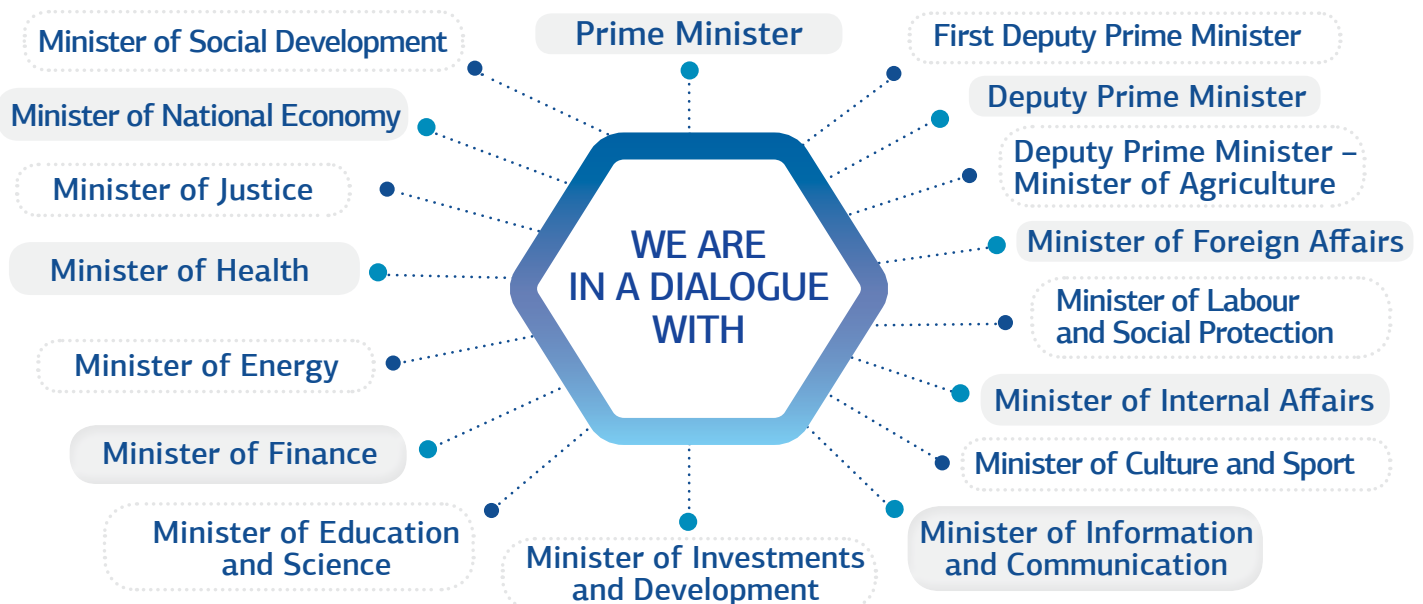 Prime Minister
First Deputy Prime Minister
Deputy Prime Minister
Deputy Prime Minister –
Minister of Agriculture
Minister of Foreign Affairs
Minister of Labour
and Social Protection
Minister of Internal Affairs
Minister of Culture and Sport
Minister of Information
and Communication
Minister of Investments
and Development
Minister of Education
and Science
Minister of Finance
Minister of Energy
Minister of Health
Minister of Justice
Minister of National Economy
Minister of Social Development
WE ARE
IN A DIALOGUE
WITH